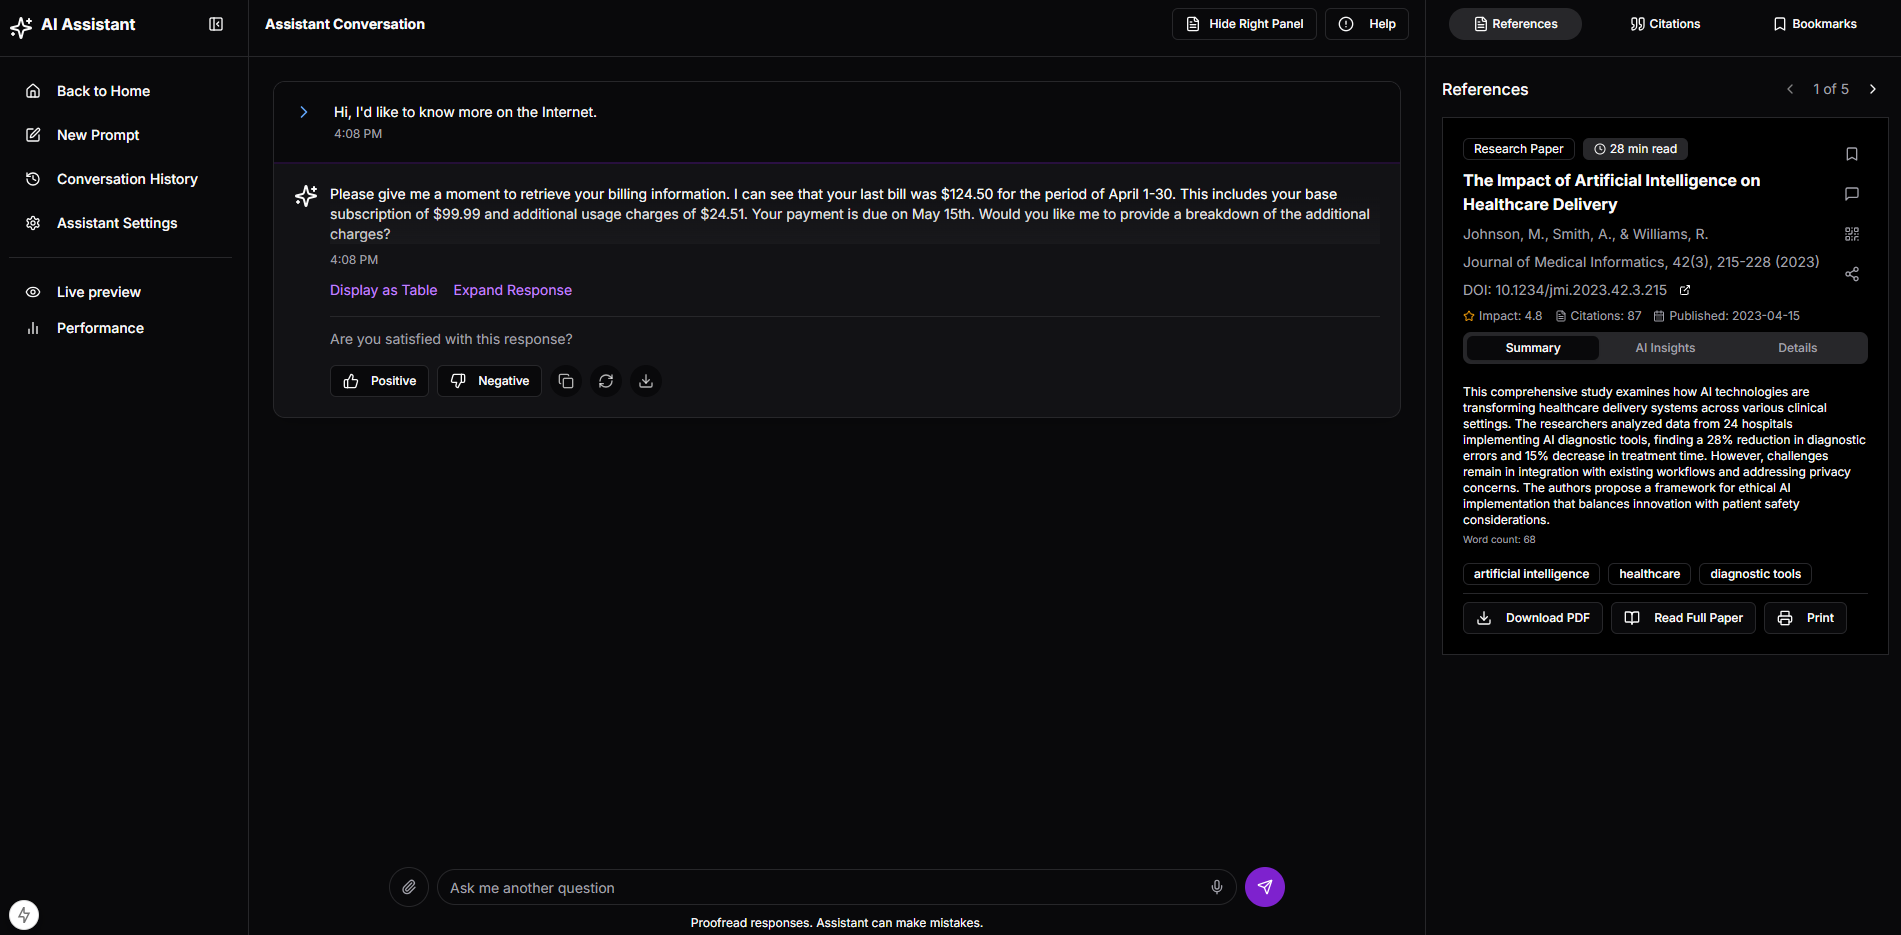 AI Assistant
Back to Home
New Prompt
Conversation History
Assistant Settings
Live preview
Performance
Assistant Conversation
Hide Right Panel
Help
Hi, I'd like to know more on the Internet.
4:08 PM
Please give me a moment to retrieve your billing information. I can see that your last bill was $124.50 for the period of April 1-30. This includes your base
subscription of $99.99 and additional usage charges of $24.51. Your payment is due on May 15th. Would you like me to provide a breakdown of the additional
charges?
4:08 PM
Display as Table Expand Response
Are you satisfied with this response?
Positive Negative
Ask me another question
Proofread responses. Assistant can make mistakes.
References Citations Bookmarks
References
1 of 5
Research Paper 28 min read
The Impact of Artificial Intelligence on
Healthcare Delivery
Johnson, M., Smith, A., & Williams, R.
Journal of Medical Informatics, 42(3), 215-228 (2023)
DOI: 10.1234/jmi.2023.42.3.215
Impact: 4.8 Citations: 87 Published: 2023-04-15
Summary AI Insights Details
This comprehensive study examines how AI technologies are
transforming healthcare delivery systems across various clinical
settings. The researchers analyzed data from 24 hospitals
implementing AI diagnostic tools, finding a 28% reduction in diagnostic
errors and 15% decrease in treatment time. However, challenges
remain in integration with existing workflows and addressing privacy
concerns. The authors propose a framework for ethical AI
implementation that balances innovation with patient safety
considerations.
Word count: 68
artificial intelligence healthcare diagnostic tools
Download PDF Read Full Paper Print